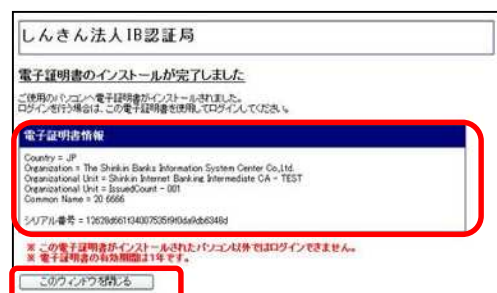 しんきん法人IB認証局
電子証明書のインストールが完了しました
ご使用のパソコンへ電子証明書がインストールされました。
ログインを行う場合は、この電子証明書を使用してログインしてください。
電子証明書情報
Country = JP
Organization = The Shinkin Banks Information System Center Co.,Ltd.
Organizational Unit = Shinkin Internet Banking Intermediate CA - TEST
Organizational Unit = IssuedCount - 001
Common Name = 20 6666
シリアル番号 =
※ この電子証明書がインストールされたパソコン以外ではログインできません。
※ 電子証明書の有効期間は1年です。
このウィンドウを閉じる